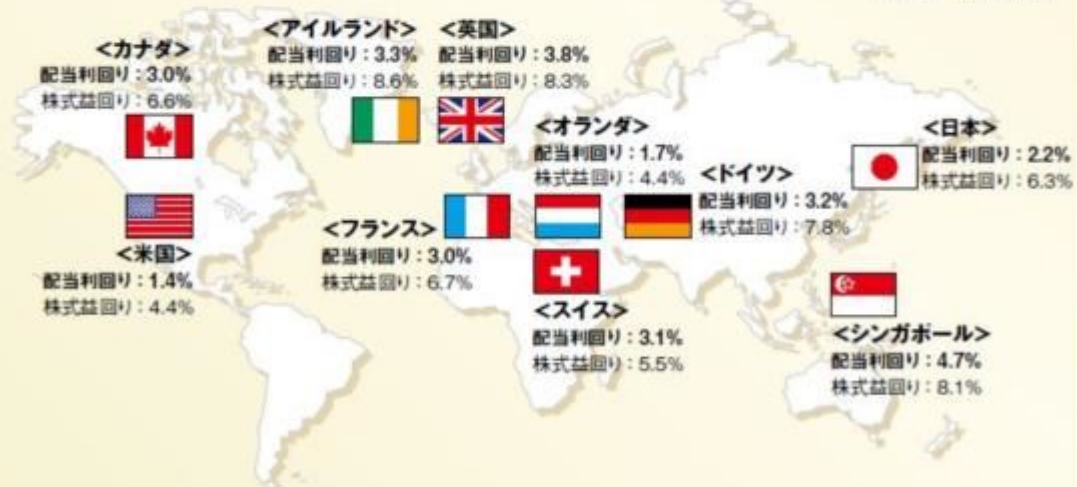 <カナダ>
配当利回り：3.0%
株式益回り：6.6%
<アイルランド>
配当利回り：3.3%
株式益回り：8.6%
<英国>
配当利回り：3.8%
株式益回り：8.3%
<オランダ>
配当利回り：1.7%
株式益回り：4.4%
<ドイツ>
配当利回り：3.2%
株式益回り：7.8%
<日本>
配当利回り：2.2%
株式益回り：6.3%
<米国>
配当利回り：1.4%
株式益回り：4.4%
<フランス>
配当利回り：3.0%
株式益回り：6.7%
<スイス>
配当利回り：3.1%
株式益回り：5.5%
<シンガポール>
配当利回り：4.7%
株式益回り：8.1%